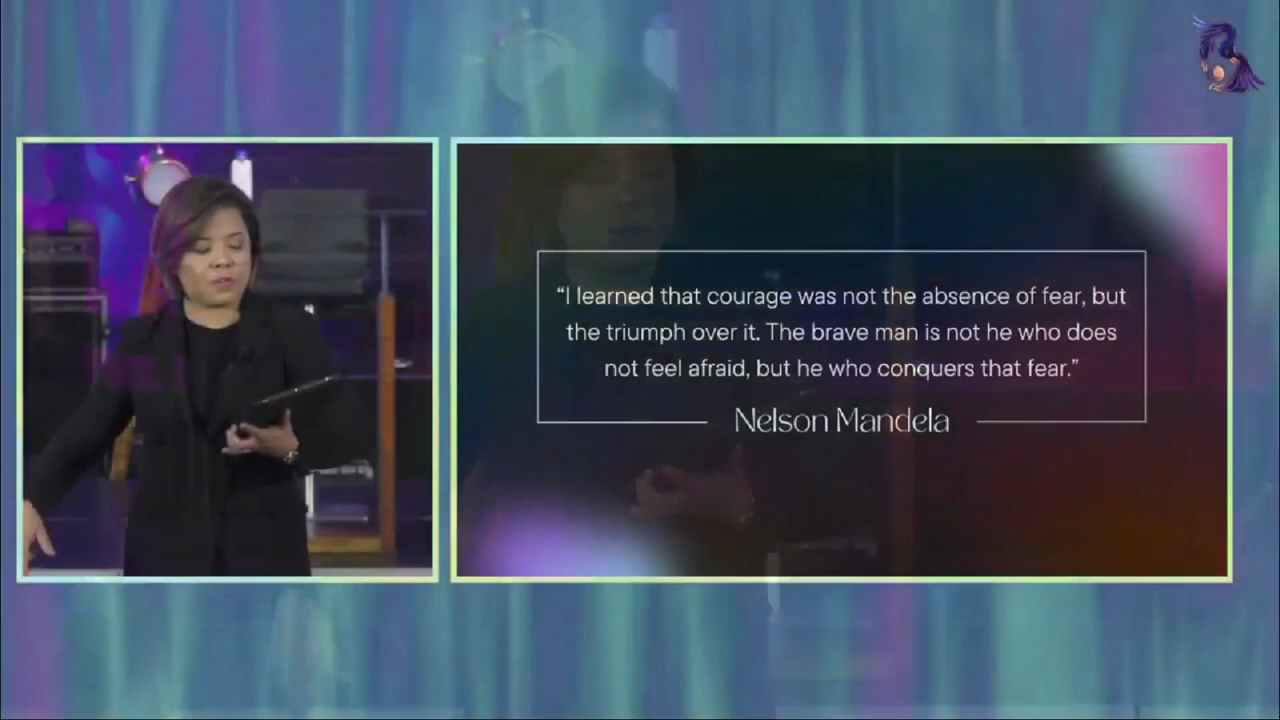 “I learned that courage was not the absence of fear, but
the triumph over it. The brave man is not he who does
not feel afraid, but he who conquers that fear.”
Nelson Mandela